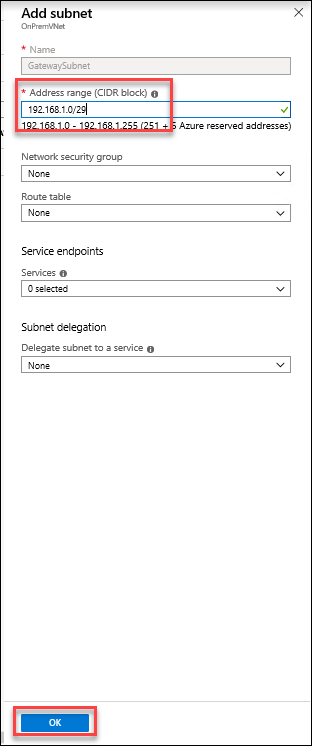 Add subnet
OnPremVNet
* Name
GatewaySubnet
* Address range (CIDR block)
192.168.1.0/29
192.168.1.0 - 192.168.1.255 (251 + 5 Azure reserved addresses)
Network security group
None
Route table
None
Service endpoints
Services
0 selected
Subnet delegation
Delegate subnet to a service
None
OK